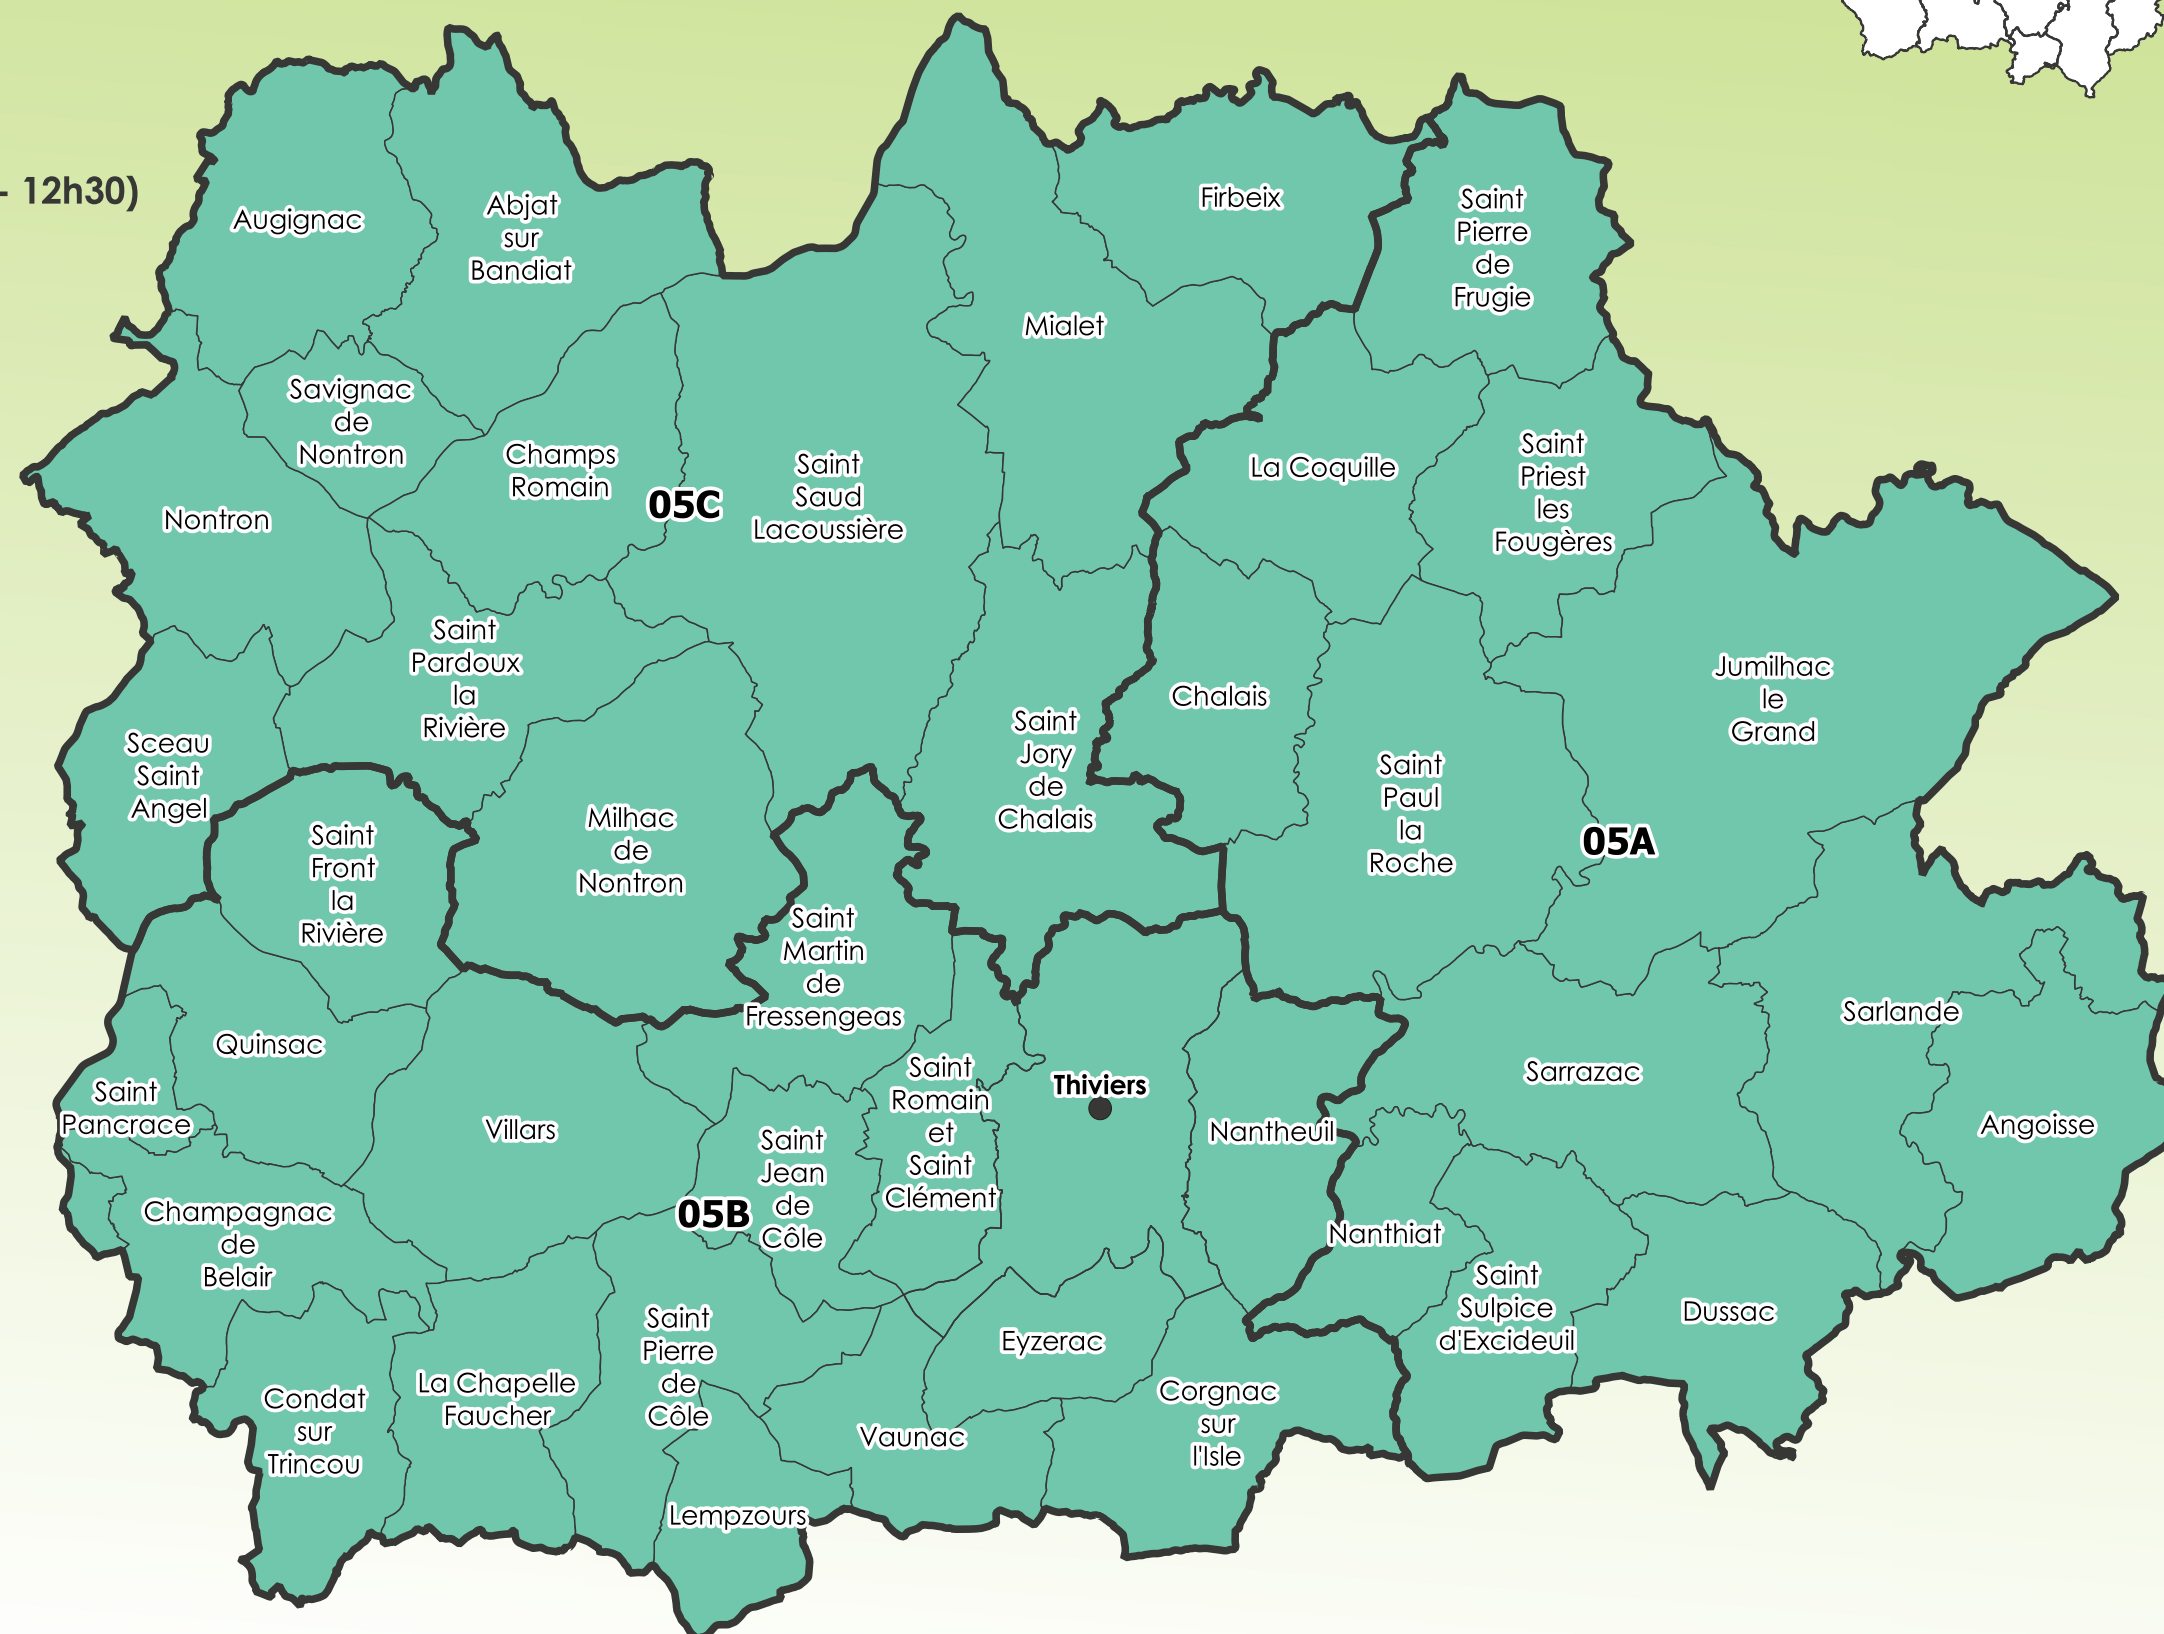 - 12h30)
Augignac
Abjat
sur
Bandiat
Firbeix
Saint
Pierre
de
Frugie
Mialet
Savignac
de
Nontron
Champs
Romain
05C
Saint
Saud
Lacoussière
La Coquille
Saint
Priest
les
Fougères
Nontron
Saint
Pardoux
la
Rivière
Chalais
Jumilhac
le
Grand
Sceau
Saint
Angel
Saint
Jory
de
Chalais
Saint
Paul
la
Roche
05A
Saint
Front
la
Rivière
Milhac
de
Nontron
Saint
Martin
de
Fressengeas
Quinsac
Sarlande
Saint
Pancrace
Villars
Saint
Jean
de
Côle
Saint
Romain
et
Saint
Clément
Thiviers
Nantheuil
Sarrazac
Angoisse
Champagnac
de
Belair
05B
Nanthiat
Saint
Sulpice
d'Excideuil
Dussac
Condat
sur
Trincou
La Chapelle
Faucher
Saint
Pierre
de
Côle
Eyzerac
Vaunac
Corgnac
sur
l'Isle
Lempzours